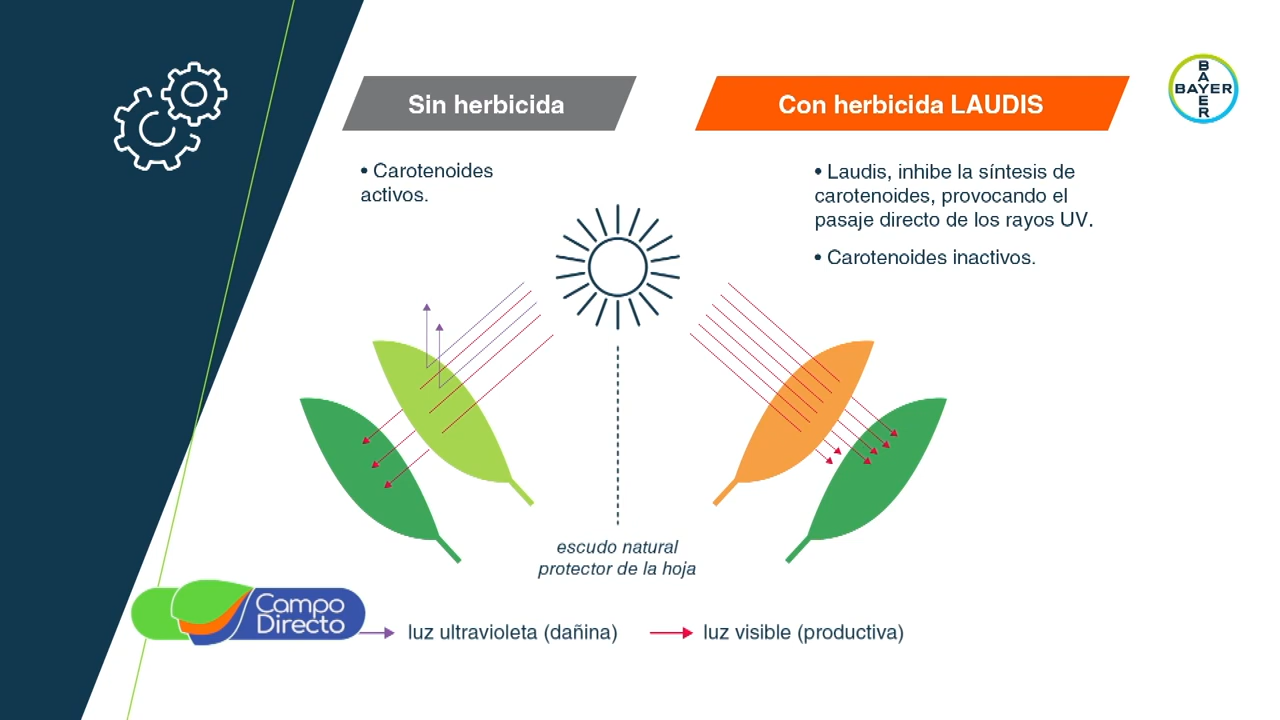 Sin herbicida
Con herbicida LAUDIS
BAYER
BAYER
• Carotenoides
activos.
• Laudis, inhibe la síntesis de
carotenoides, provocando el
pasaje directo de los rayos UV.
• Carotenoides inactivos.
escudo natural
protector de la hoja
Campo
Directo
luz ultravioleta (dañina)
luz visible (productiva)